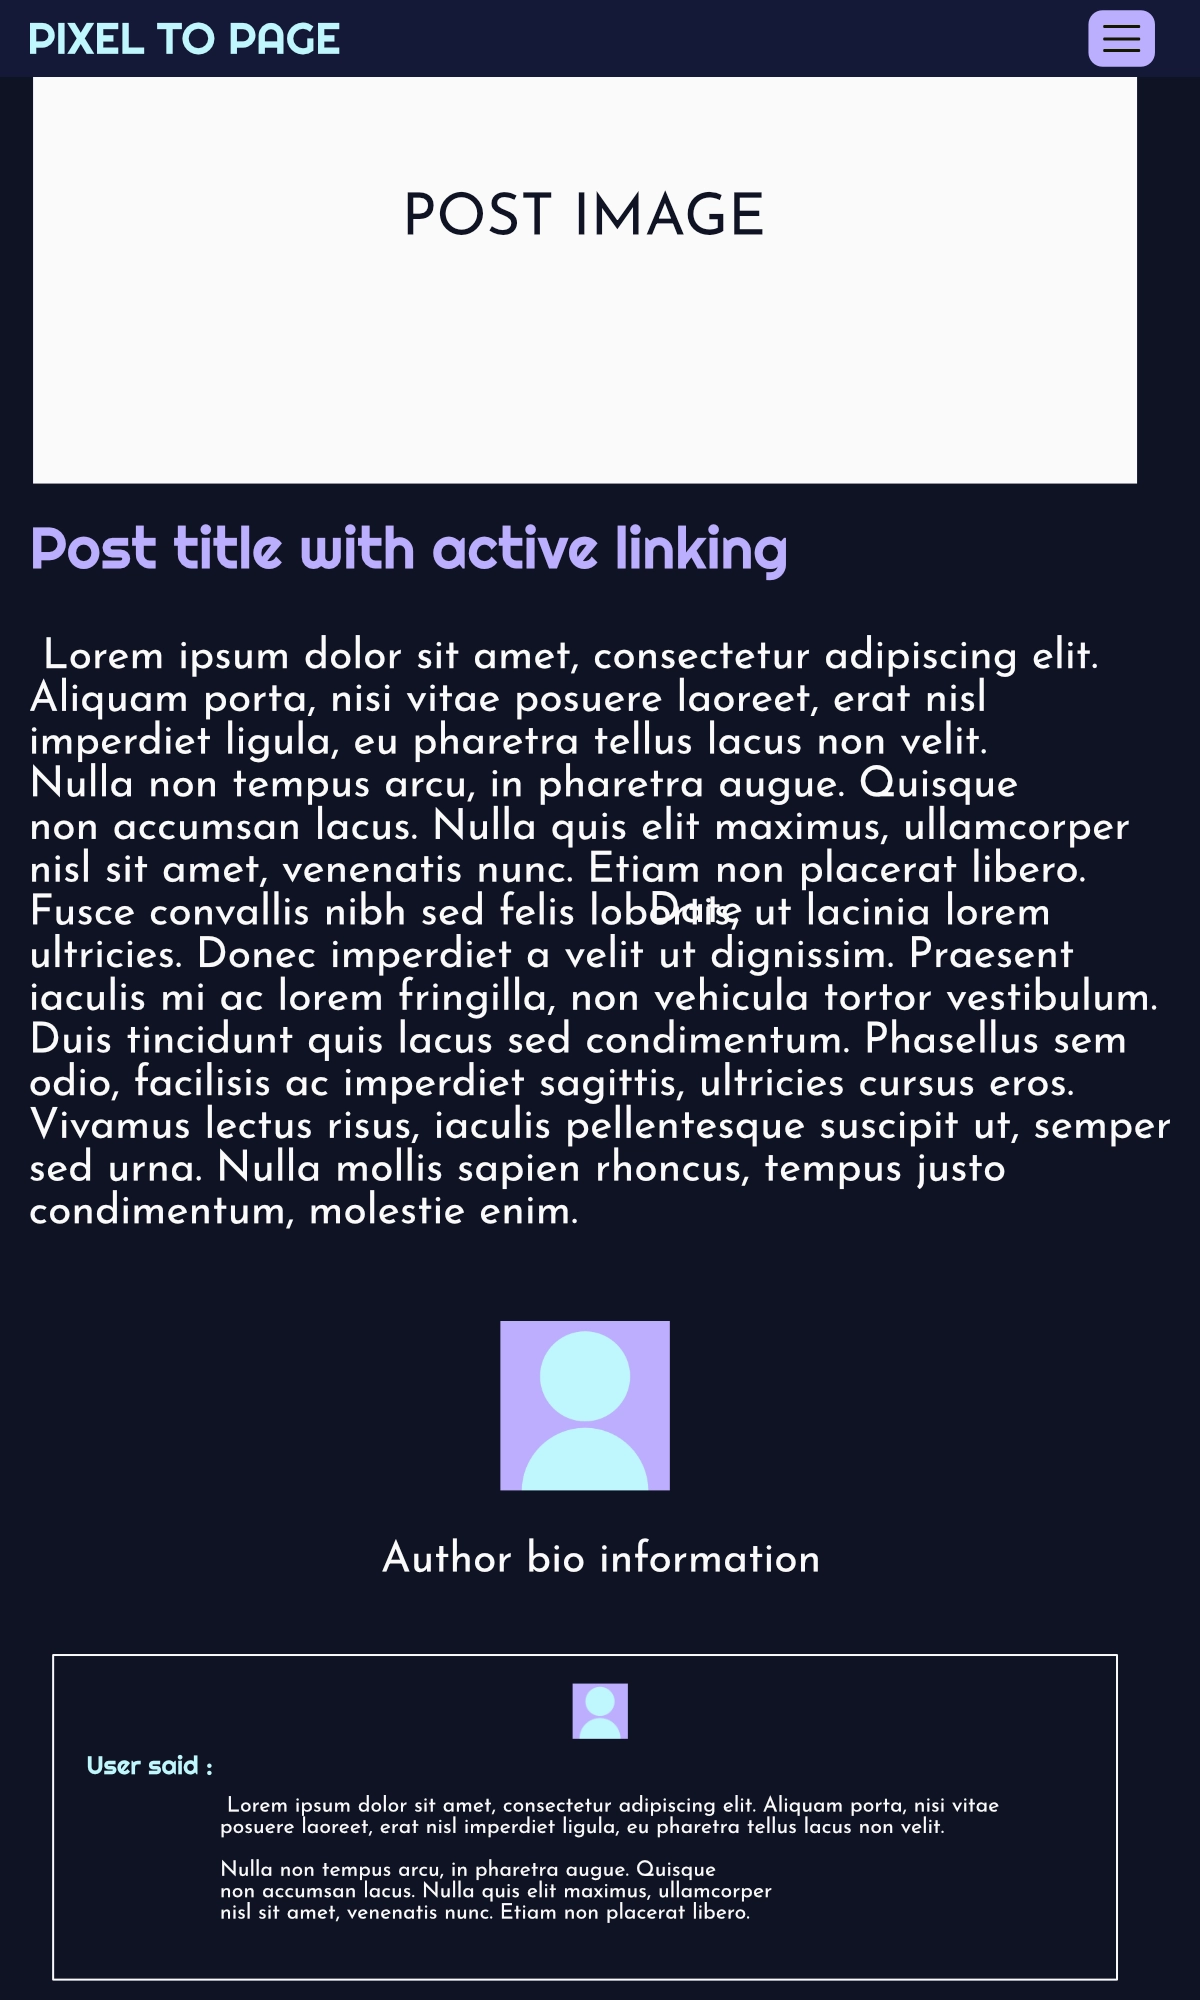 PIXEL TO PAGE
POST IMAGE
Post title with active linking
Lorem ipsum dolor sit amet, consectetur adipiscing elit.
Aliquam porta, nisi vitae posuere laoreet, erat nisl
imperdiet ligula, eu pharetra tellus lacus non velit.
Nulla non tempus arcu, in pharetra augue. Quisque
non accumsan lacus. Nulla quis elit maximus, ullamcorper
nisl sit amet, venenatis nunc. Etiam non placerat libero.
Fusce convallis nibh sed felis lobortis, ut lacinia lorem
Date
ultricies. Donec imperdiet a velit ut dignissim. Praesent
iaculis mi ac lorem fringilla, non vehicula tortor vestibulum.
Duis tincidunt quis lacus sed condimentum. Phasellus sem
odio, facilisis ac imperdiet sagittis, ultricies cursus eros.
Vivamus lectus risus, iaculis pellentesque suscipit ut, semper
sed urna. Nulla mollis sapien rhoncus, tempus justo
condimentum, molestie enim.
Author bio information
User said :
Lorem ipsum dolor sit amet, consectetur adipiscing elit. Aliquam porta, nisi vitae
posuere laoreet, erat nisl imperdiet ligula, eu pharetra tellus lacus non velit.
Nulla non tempus arcu, in pharetra augue. Quisque
non accumsan lacus. Nulla quis elit maximus, ullamcorper
nisl sit amet, venenatis nunc. Etiam non placerat libero.